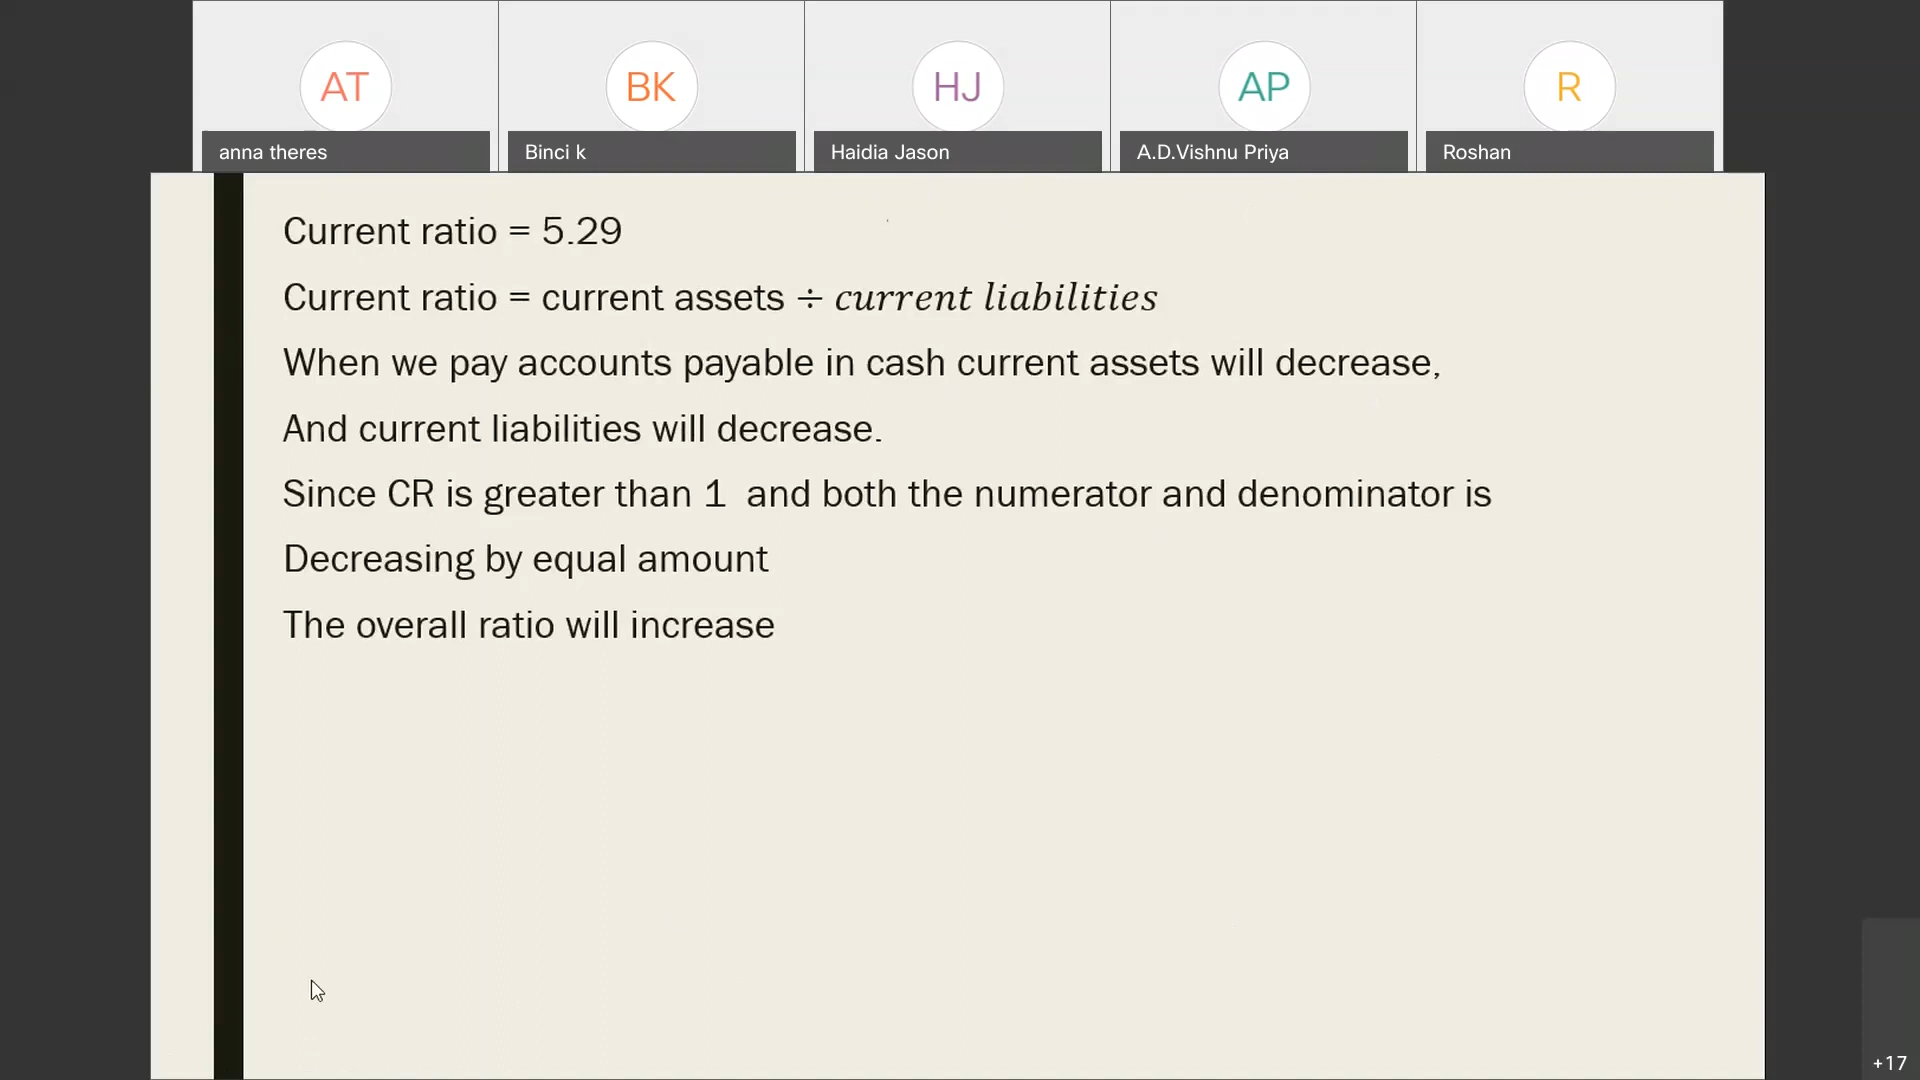 AT BK HJ AP R
anna theres Binci k Haidia Jason A.D.Vishnu Priya Roshan
Current ratio = 5.29
Current ratio = current assets ÷ current liabilities
When we pay accounts payable in cash current assets will decrease,
And current liabilities will decrease.
Since CR is greater than 1 and both the numerator and denominator is
Decreasing by equal amount
The overall ratio will increase
+17